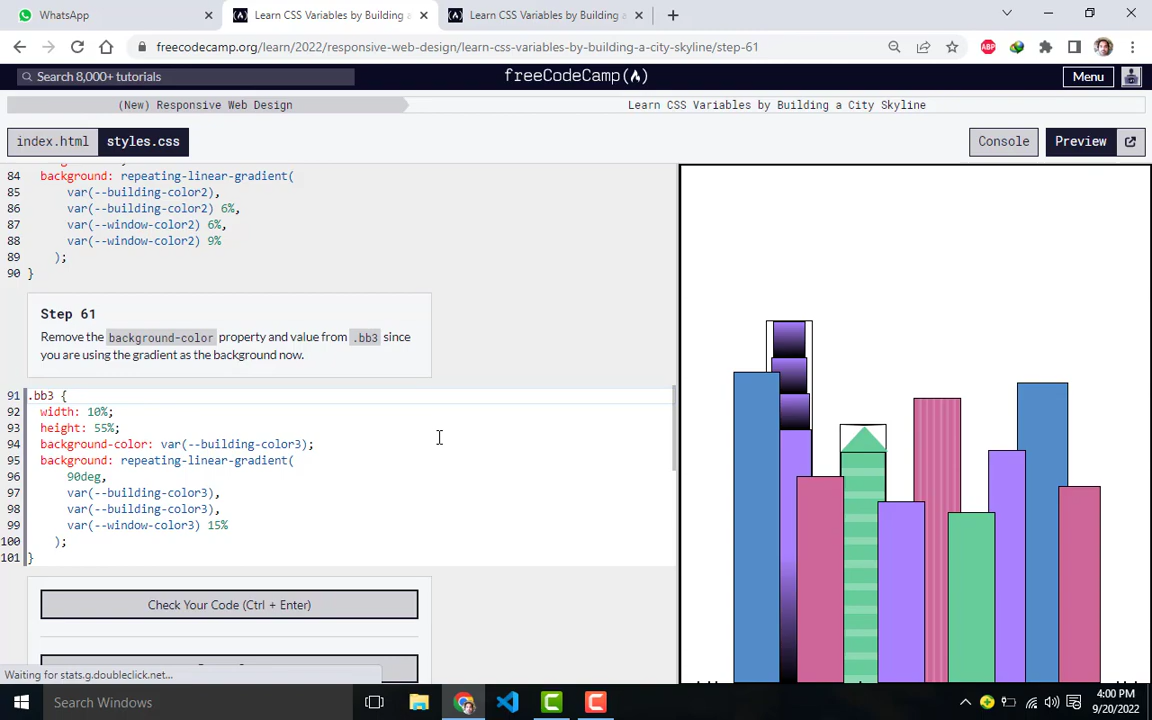 WhatsApp
Learn CSS Variables by Building a
Learn CSS Variables by Building a
freecodecamp.org/learn/2022/responsive-web-design/learn-css-variables-by-building-a-city-skyline/step-61
ABP
Search 8,000+ tutorials
freeCodeCamp
Menu
(New) Responsive Web Design
Learn CSS Variables by Building a City Skyline
index.html
styles.css
Console
Preview
84 background: repeating-linear-gradient(
85 var(--building-color2),
86 var(--building-color2) 6%,
87 var(--window-color2) 6%,
88 var(--window-color2) 9%
89 );
90 }
Step 61
Remove the background-color property and value from .bb3 since
you are using the gradient as the background now.
91 .bb3 {
92 width: 10%;
93 height: 55%;
94 background-color: var(--building-color3);
95 background: repeating-linear-gradient(
96 90deg,
97 var(--building-color3),
98 var(--building-color3),
99 var(--window-color3) 15%
100 );
101 }
Check Your Code (Ctrl + Enter)
Waiting for stats.g.doubleclick.net...
Search Windows
4:00 PM
9/20/2022